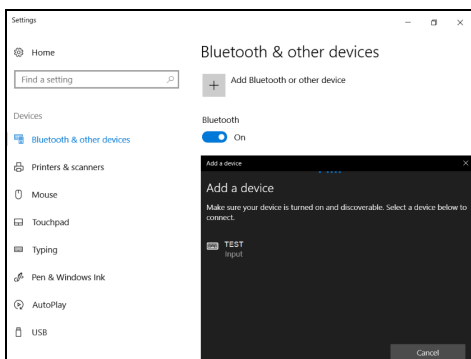 Settings
Home
Bluetooth & other devices
Find a setting
Add Bluetooth or other device
Devices
Bluetooth
Bluetooth & other devices
On
Printers & scanners
Mouse
Touchpad
Typing
Pen & Windows Ink
AutoPlay
USB
Add a device
Add a device
Make sure your device is turned on and discoverable. Select a device below to
connect.
TEST
Input
Cancel